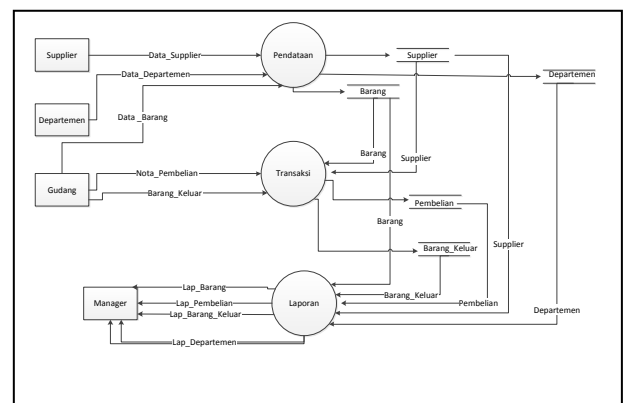 Supplier
Data_Supplier
Pendataan
Supplier
Data_Departemen
Departemen
Barang
Departemen
Data _Barang
Barang
Supplier
Gudang
Nota_Pembelian
Transaksi
Barang_Keluar
Pembelian
Barang
Barang_Keluar
Supplier
Lap_Barang
Barang_Keluar
Manager
Lap_Pembelian
Laporan
Pembelian
Lap_Barang_Keluar
Departemen
Lap_Departemen